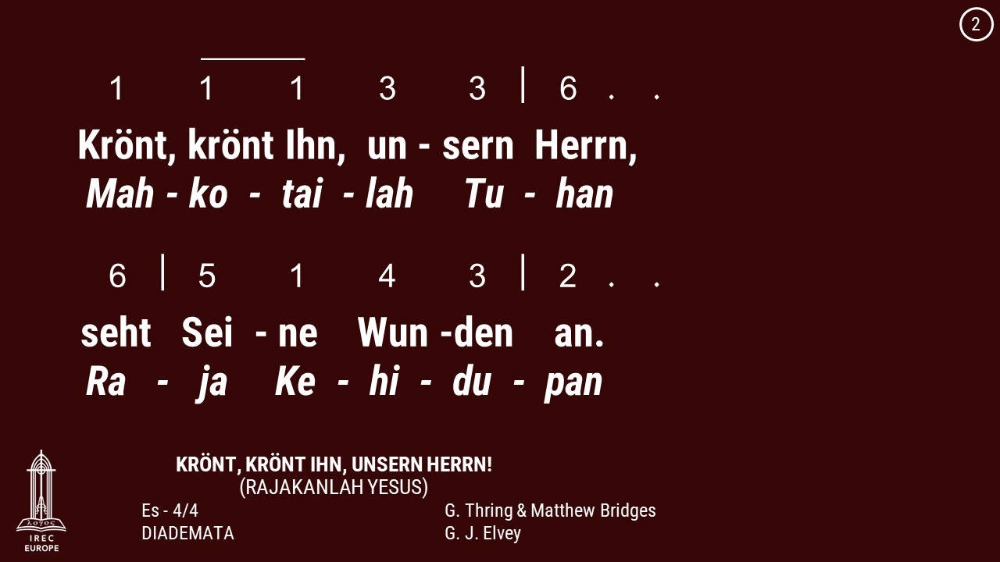 2
1 1 1 3 3 | 6 . .
Krönt, krönt Ihn, un - sern Herrn,
Mah - ko - tai - lah Tu - han
6 | 5 1 4 3 | 2 . .
seht Sei - ne Wun -den an.
Ra - ja Ke - hi - du - pan
KRÖNT, KRÖNT IHN, UNSERN HERRN!
(RAJAKANLAH YESUS)
Es - 4/4 G. Thring & Matthew Bridges
DIADEMATA G. J. Elvey
λογος
IREC
EUROPE